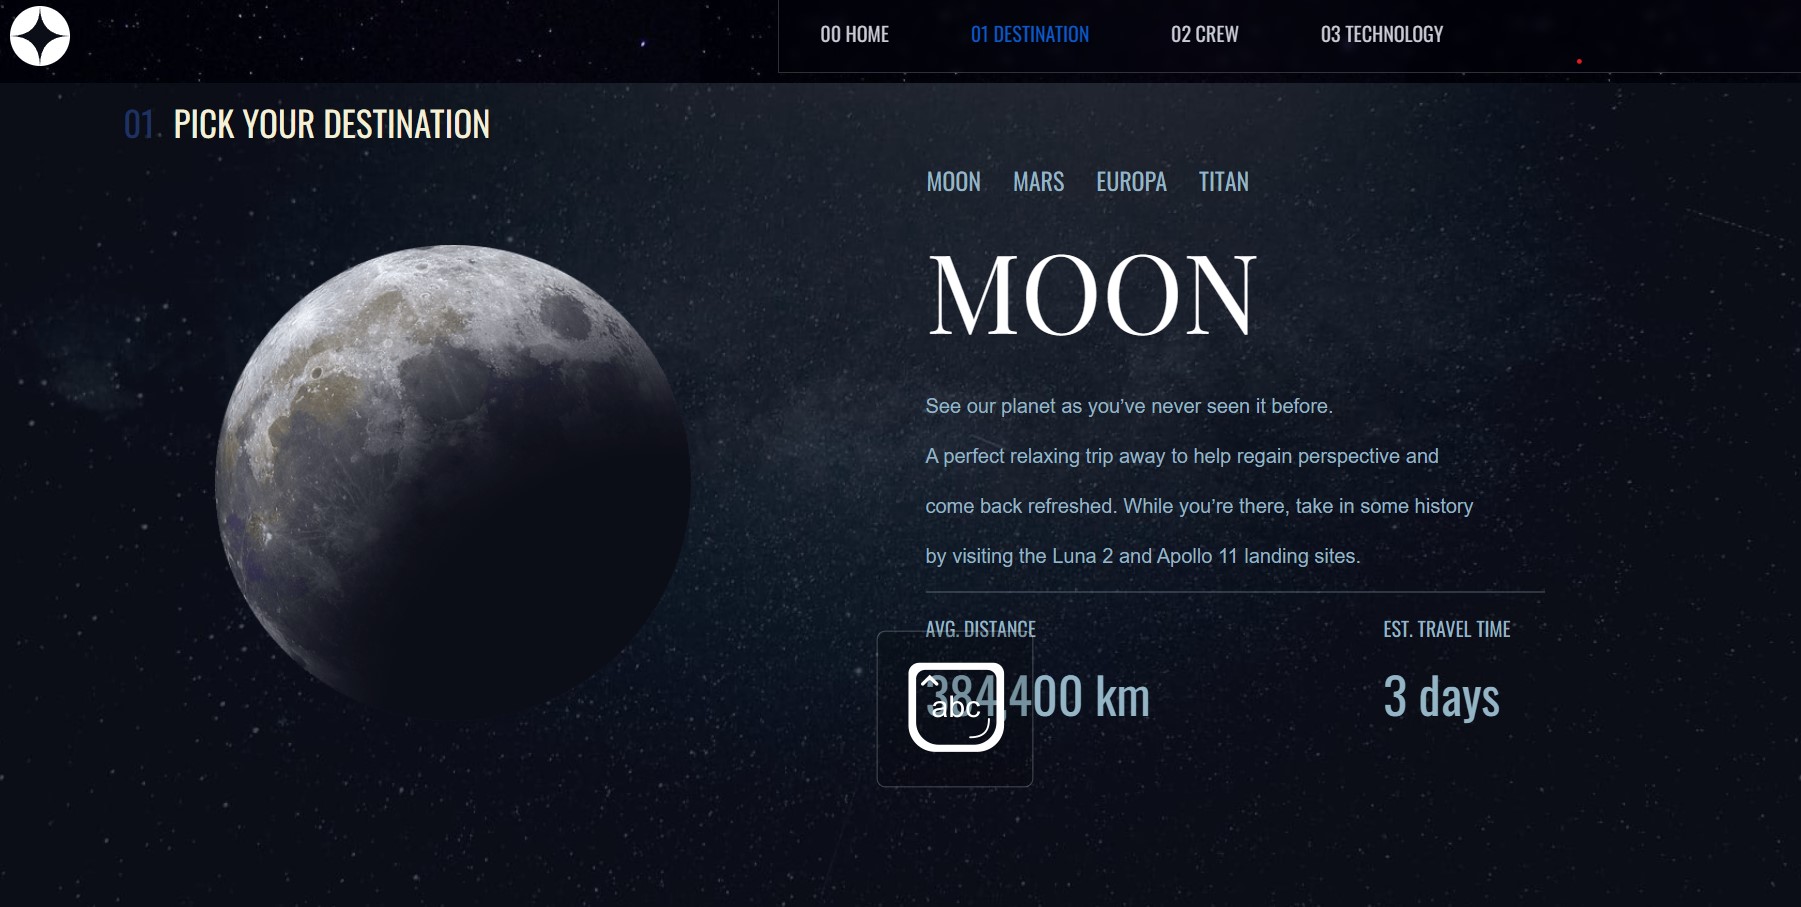 00 HOME 01 DESTINATION 02 CREW 03 TECHNOLOGY
01. PICK YOUR DESTINATION
MOON MARS EUROPA TITAN
MOON
See our planet as you’ve never seen it before.
A perfect relaxing trip away to help regain perspective and
come back refreshed. While you’re there, take in some history
by visiting the Luna 2 and Apollo 11 landing sites.
AVG. DISTANCE EST. TRAVEL TIME
384,400 km 3 days
abc